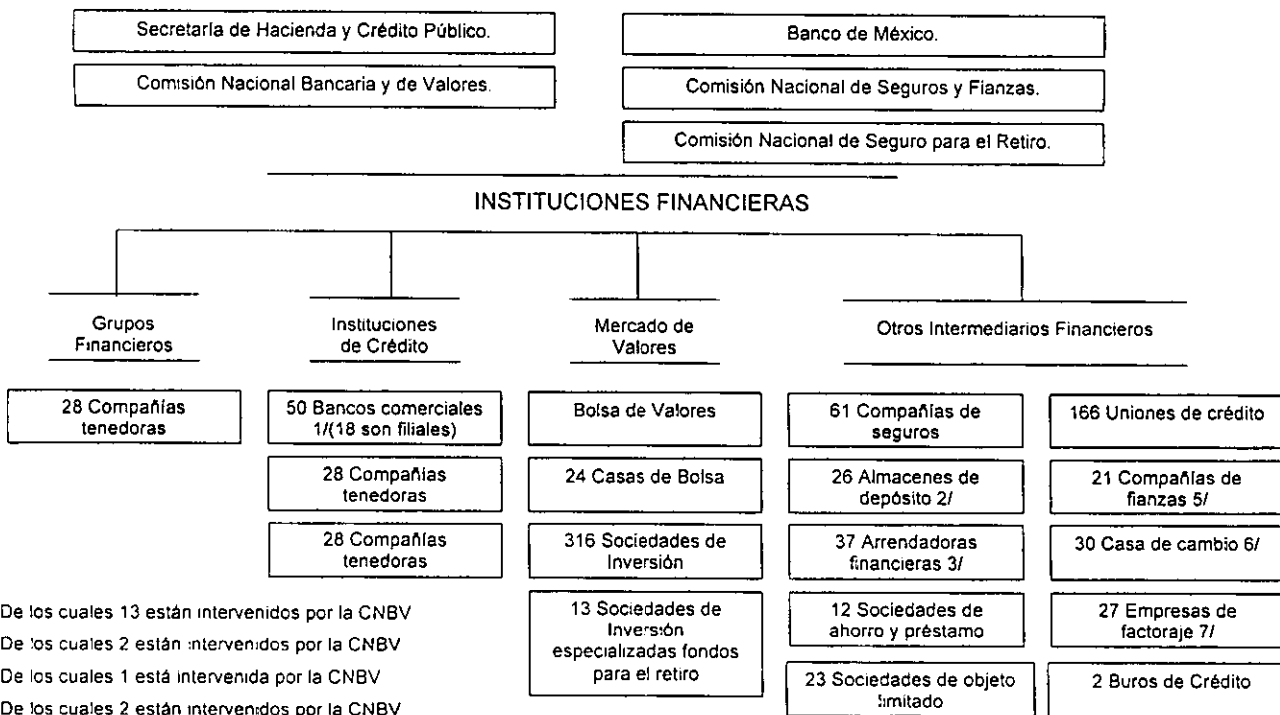 Secretaría de Hacienda y Crédito Público.
Banco de México.
Comisión Nacional Bancaria y de Valores.
Comisión Nacional de Seguros y Fianzas.
Comisión Nacional de Seguro para el Retiro.
INSTITUCIONES FINANCIERAS
Grupos
Financieros
Instituciones
de Crédito
Mercado de
Valores
Otros Intermediarios Financieros
28 Compañías
tenedoras
50 Bancos comerciales
1/(18 son filiales)
28 Compañías
tenedoras
28 Compañías
tenedoras
Bolsa de Valores
24 Casas de Bolsa
316 Sociedades de
Inversión
13 Sociedades de
Inversión
especializadas fondos
para el retiro
61 Compañías de
seguros
26 Almacenes de
depósito 2/
37 Arrendadoras
financieras 3/
12 Sociedades de
ahorro y préstamo
23 Sociedades de objeto
limitado
166 Uniones de crédito
21 Compañías de
fianzas 5/
30 Casa de cambio 6/
27 Empresas de
factoraje 7/
2 Buros de Crédito
De los cuales 13 están intervenidos por la CNBV
De los cuales 2 están intervenidos por la CNBV
De los cuales 1 está intervenida por la CNBV
De los cuales 2 están intervenidos por la CNBV